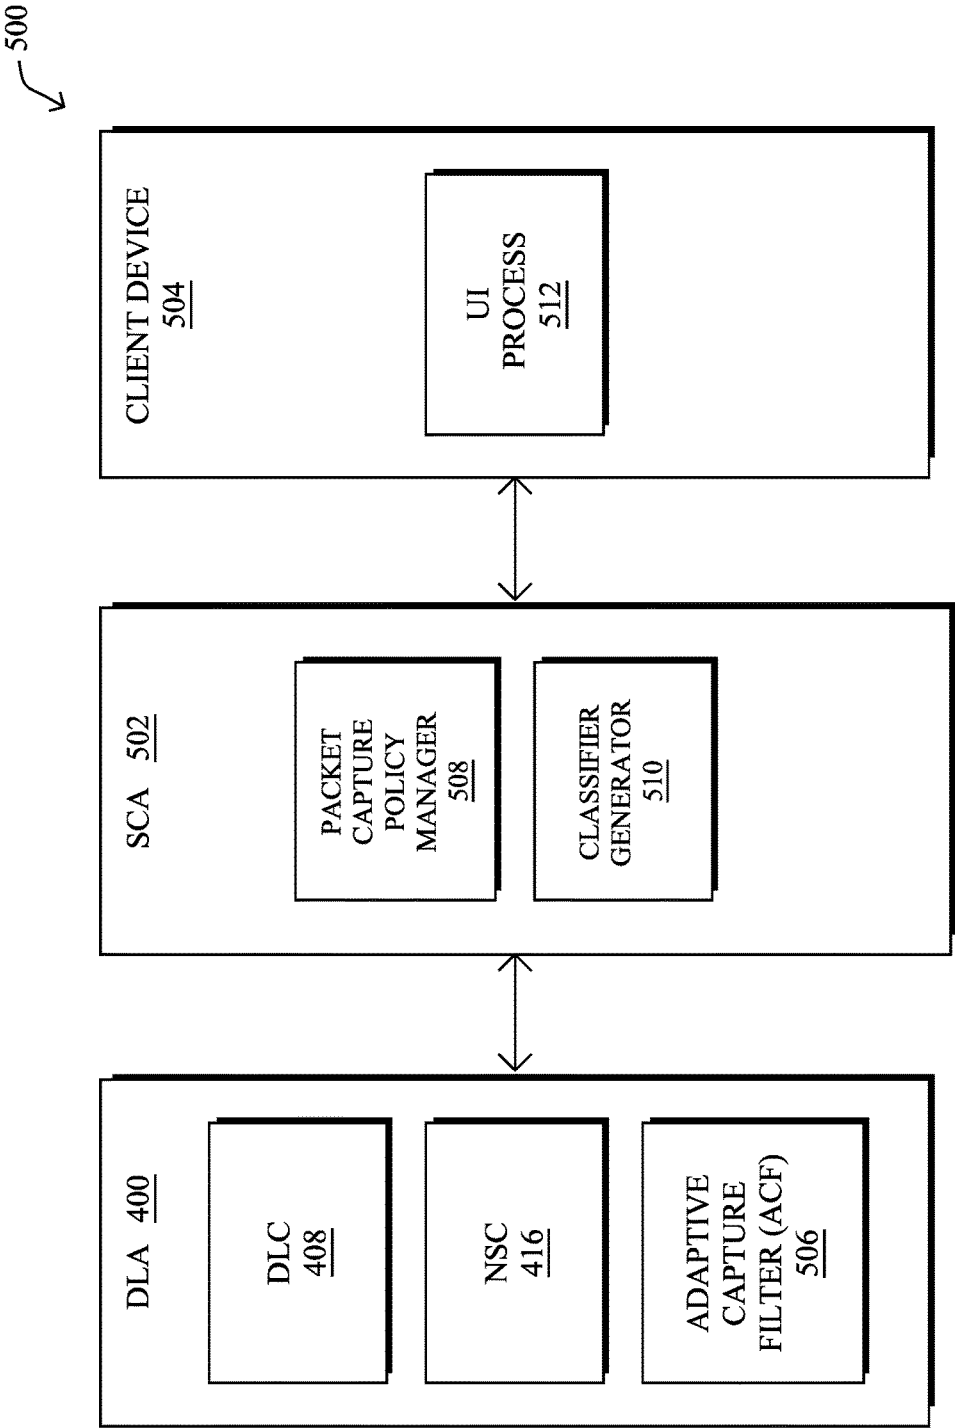 500
DLA 400
DLC
408
NSC
416
ADAPTIVE
CAPTURE
FILTER (ACF)
506
SCA 502
PACKET
CAPTURE
POLICY
MANAGER
508
CLASSIFIER
GENERATOR
510
CLIENT DEVICE
504
UI
PROCESS
512